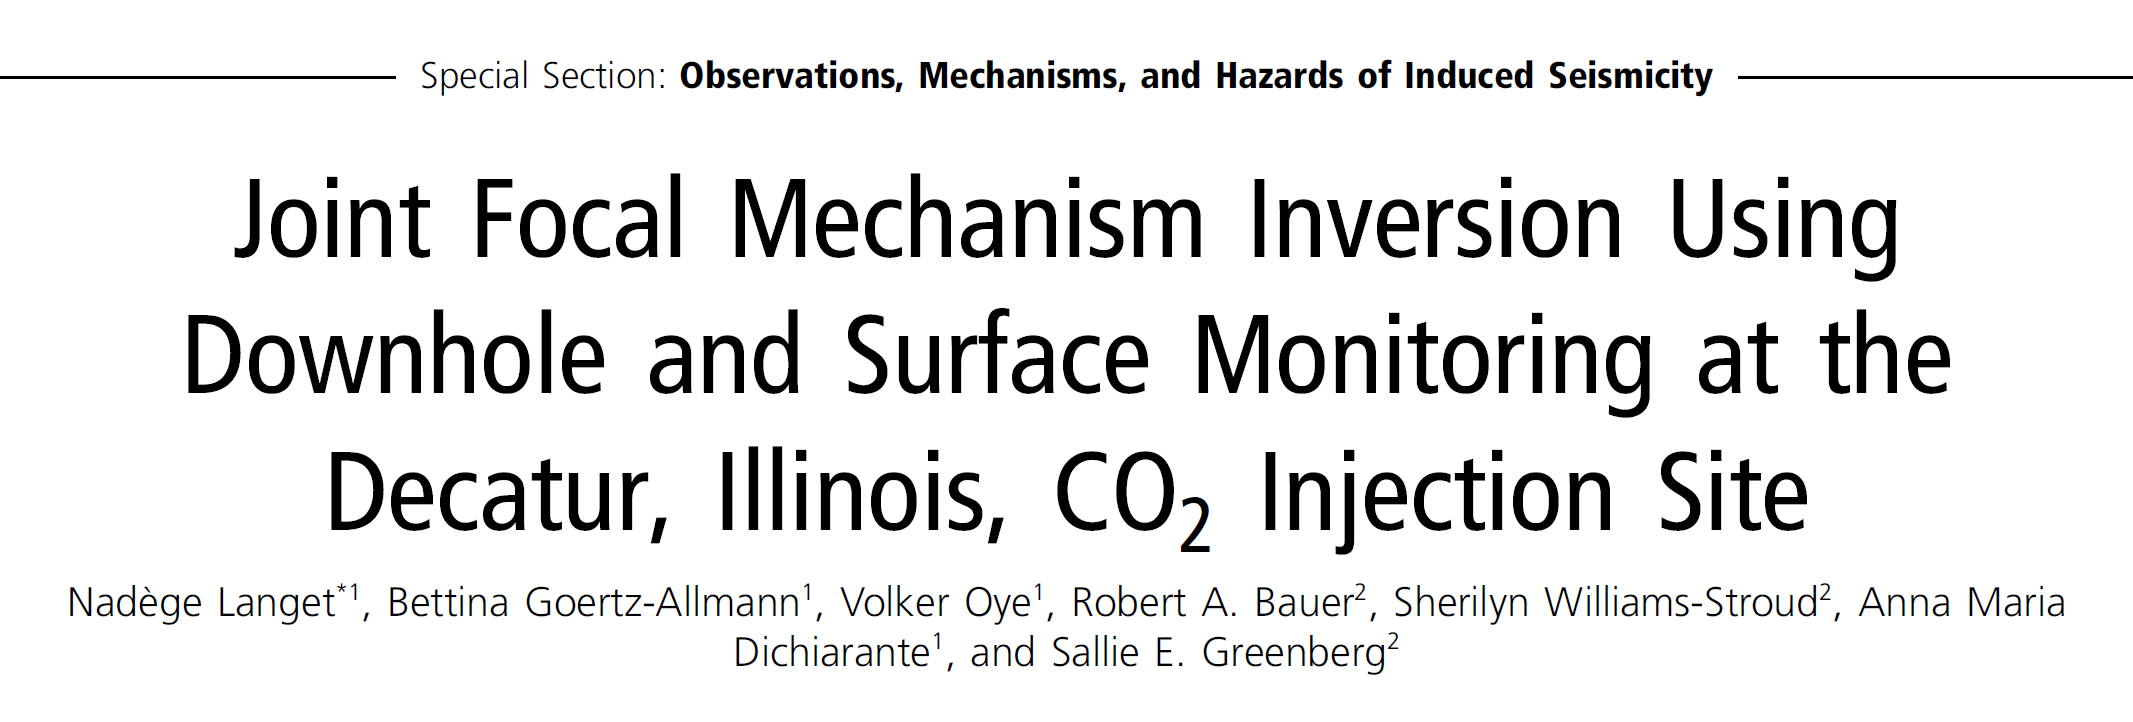 Special Section: Observations, Mechanisms, and Hazards of Induced Seismicity
Joint Focal Mechanism Inversion Using
Downhole and Surface Monitoring at the
Decatur, Illinois, CO₂ Injection Site
Nadège Langet*¹, Bettina Goertz-Allmann¹, Volker Oye¹, Robert A. Bauer², Sherilyn Williams-Stroud², Anna Maria
Dichiarante¹, and Sallie E. Greenberg²